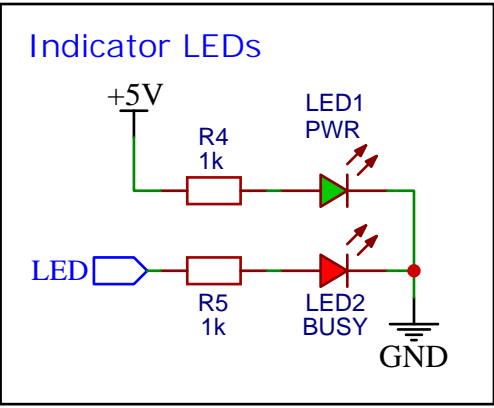 Indicator LEDs
+5V
R4
1k
LED1
PWR
LED
R5
1k
LED2
BUSY
GND